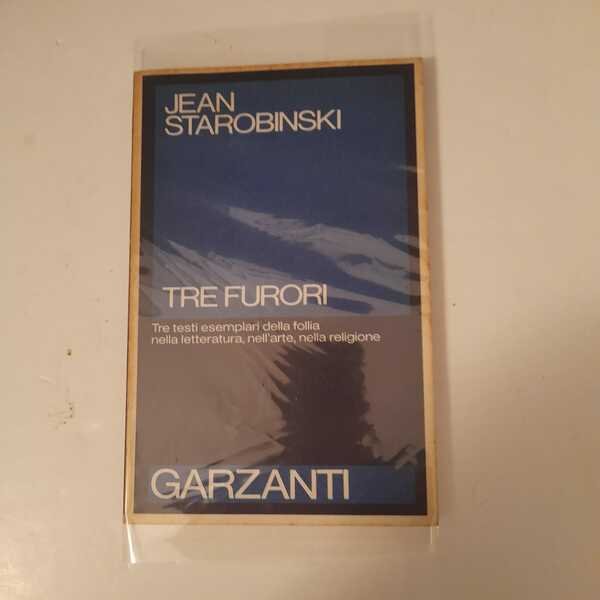 JEAN
STAROBINSKI
TRE FURORI
Tre testi esemplari della follia
nella letteratura, nell'arte, nella religione
GARZANTI